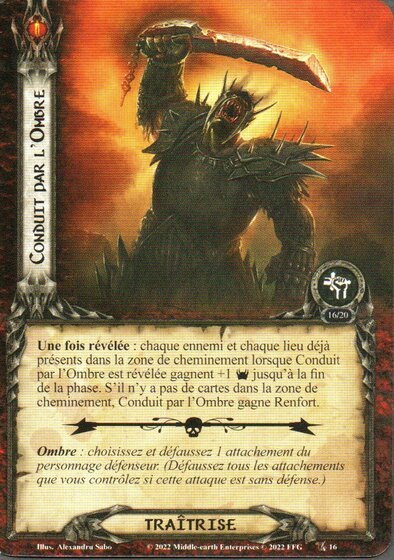 CONDUIT PAR L'OMBRE
16/20
Une fois révélée : chaque ennemi et chaque lieu déjà
présents dans la zone de cheminement lorsque Conduit
par l'Ombre est révélée gagnent +1 jusqu'à la fin
de la phase. S'il n'y a pas de cartes dans la zone de
cheminement, Conduit par l'Ombre gagne Renfort.
Ombre : choisissez et défaussez 1 attachement du
personnage défenseur. (Défaussez tous les attachements
que vous contrôlez si cette attaque est sans défense.)
TRAÎTRISE
Illus. Alexandru Sabo © 2022 Middle-earth Enterprises © 2022 FFG 16